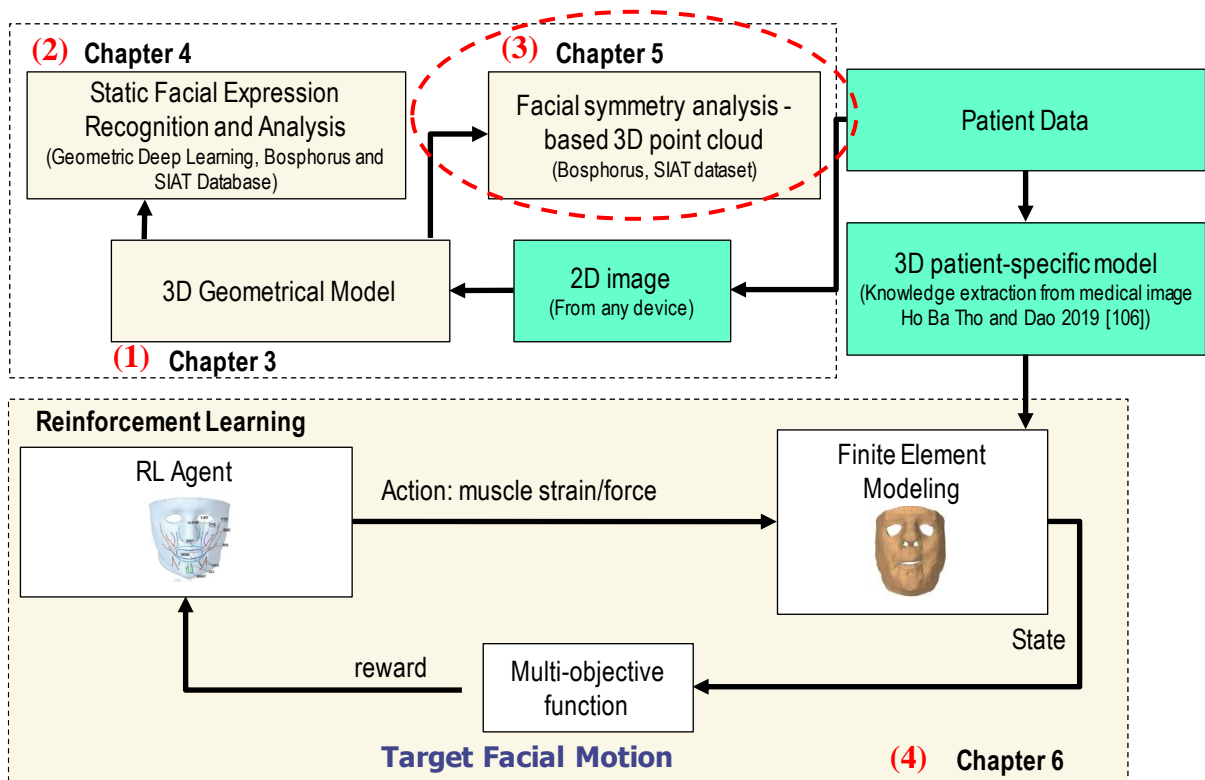 (2) Chapter 4
Static Facial Expression
Recognition and Analysis
(Geometric Deep Learning, Bosphorus and
SIAT Database)
(3) Chapter 5
Facial symmetry analysis -
based 3D point cloud
(Bosphorus, SIAT dataset)
Patient Data
3D Geometrical Model
(1) Chapter 3
2D image
(From any device)
3D patient-specific model
(Knowledge extraction from medical image
Ho Ba Tho and Dao 2019 [106])
Reinforcement Learning
RL Agent
Action: muscle strain/force
Finite Element
Modeling
State
reward
Multi-objective
function
Target Facial Motion
(4) Chapter 6